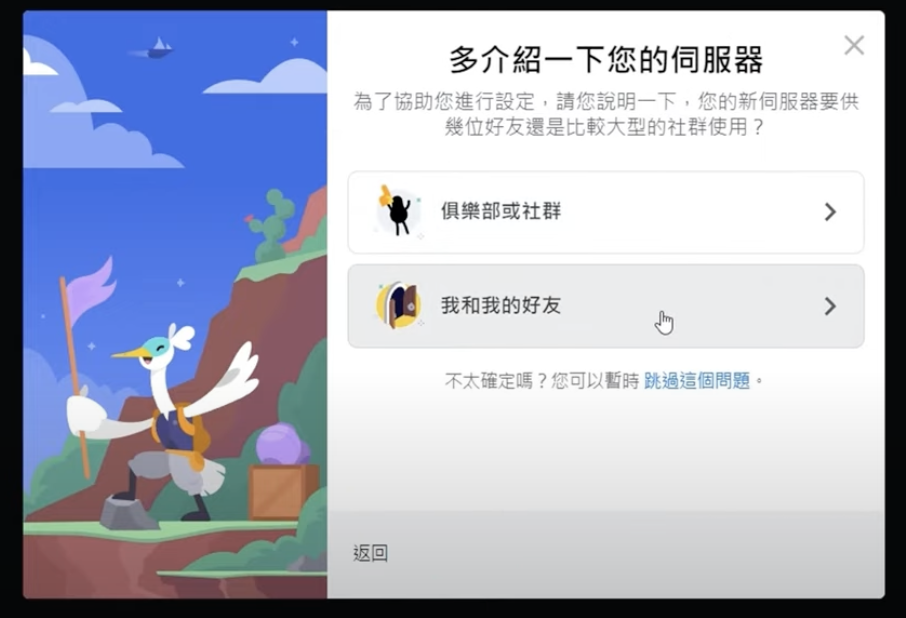 多介紹一下您的伺服器
為了協助您進行設定，請您說明一下，您的新伺服器要供
幾位好友還是比較大型的社群使用？
俱樂部或社群
我和我的好友
不太確定嗎？您可以暫時 跳過這個問題。
返回